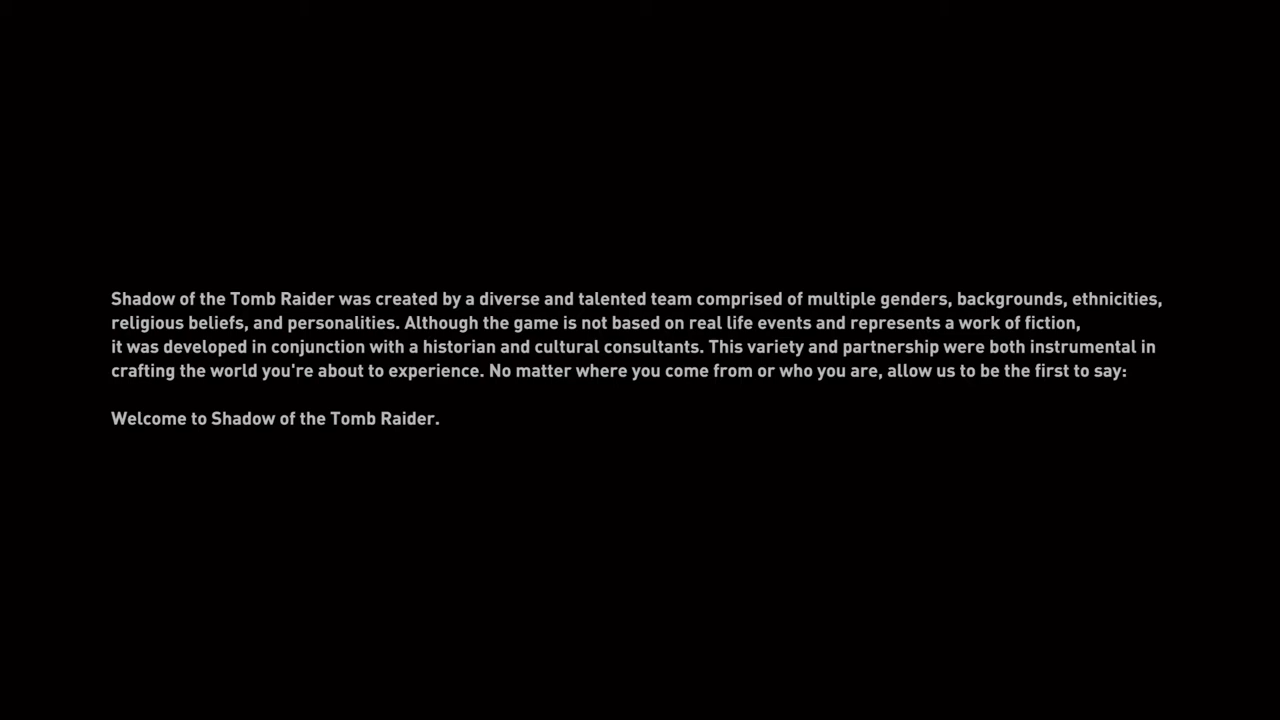 Shadow of the Tomb Raider was created by a diverse and talented team comprised of multiple genders, backgrounds, ethnicities,
religious beliefs, and personalities. Although the game is not based on real life events and represents a work of fiction,
it was developed in conjunction with a historian and cultural consultants. This variety and partnership were both instrumental in
crafting the world you're about to experience. No matter where you come from or who you are, allow us to be the first to say:
Welcome to Shadow of the Tomb Raider.